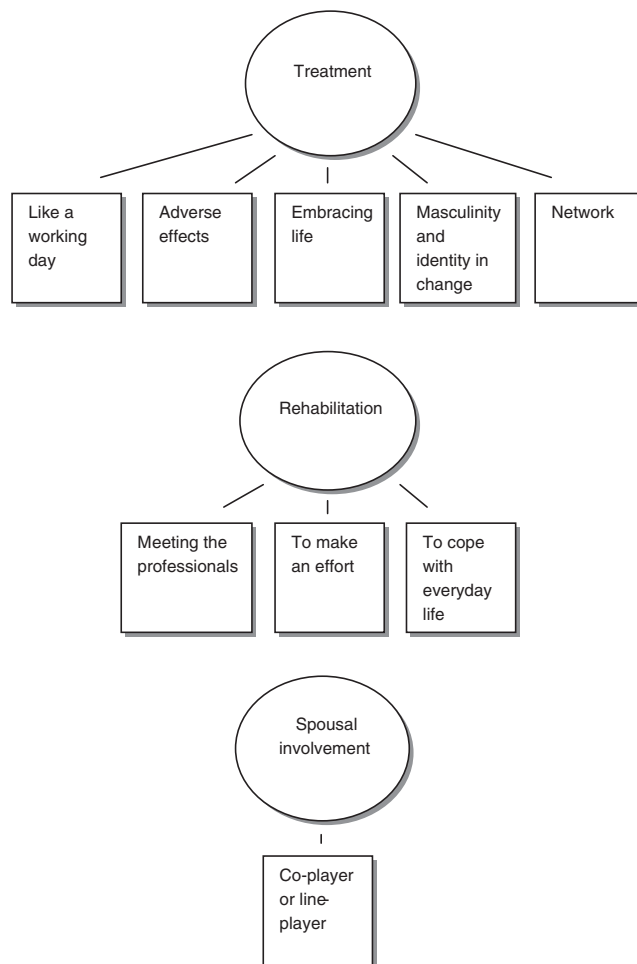 Treatment
Like a
working
day
Adverse
effects
Embracing
life
Masculinity
and
identity in
change
Network
Rehabilitation
Meeting the
professionals
To make
an effort
To cope
with
everyday
life
Spousal
involvement
Co-player
or line-
player